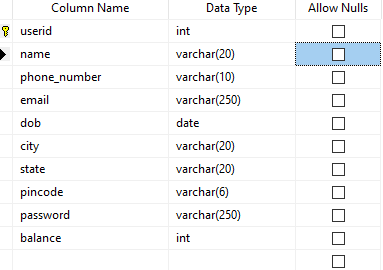 Column Name Data Type Allow Nulls
userid int
name varchar(20)
phone_number varchar(10)
email varchar(250)
dob date
city varchar(20)
state varchar(20)
pincode varchar(6)
password varchar(250)
balance int